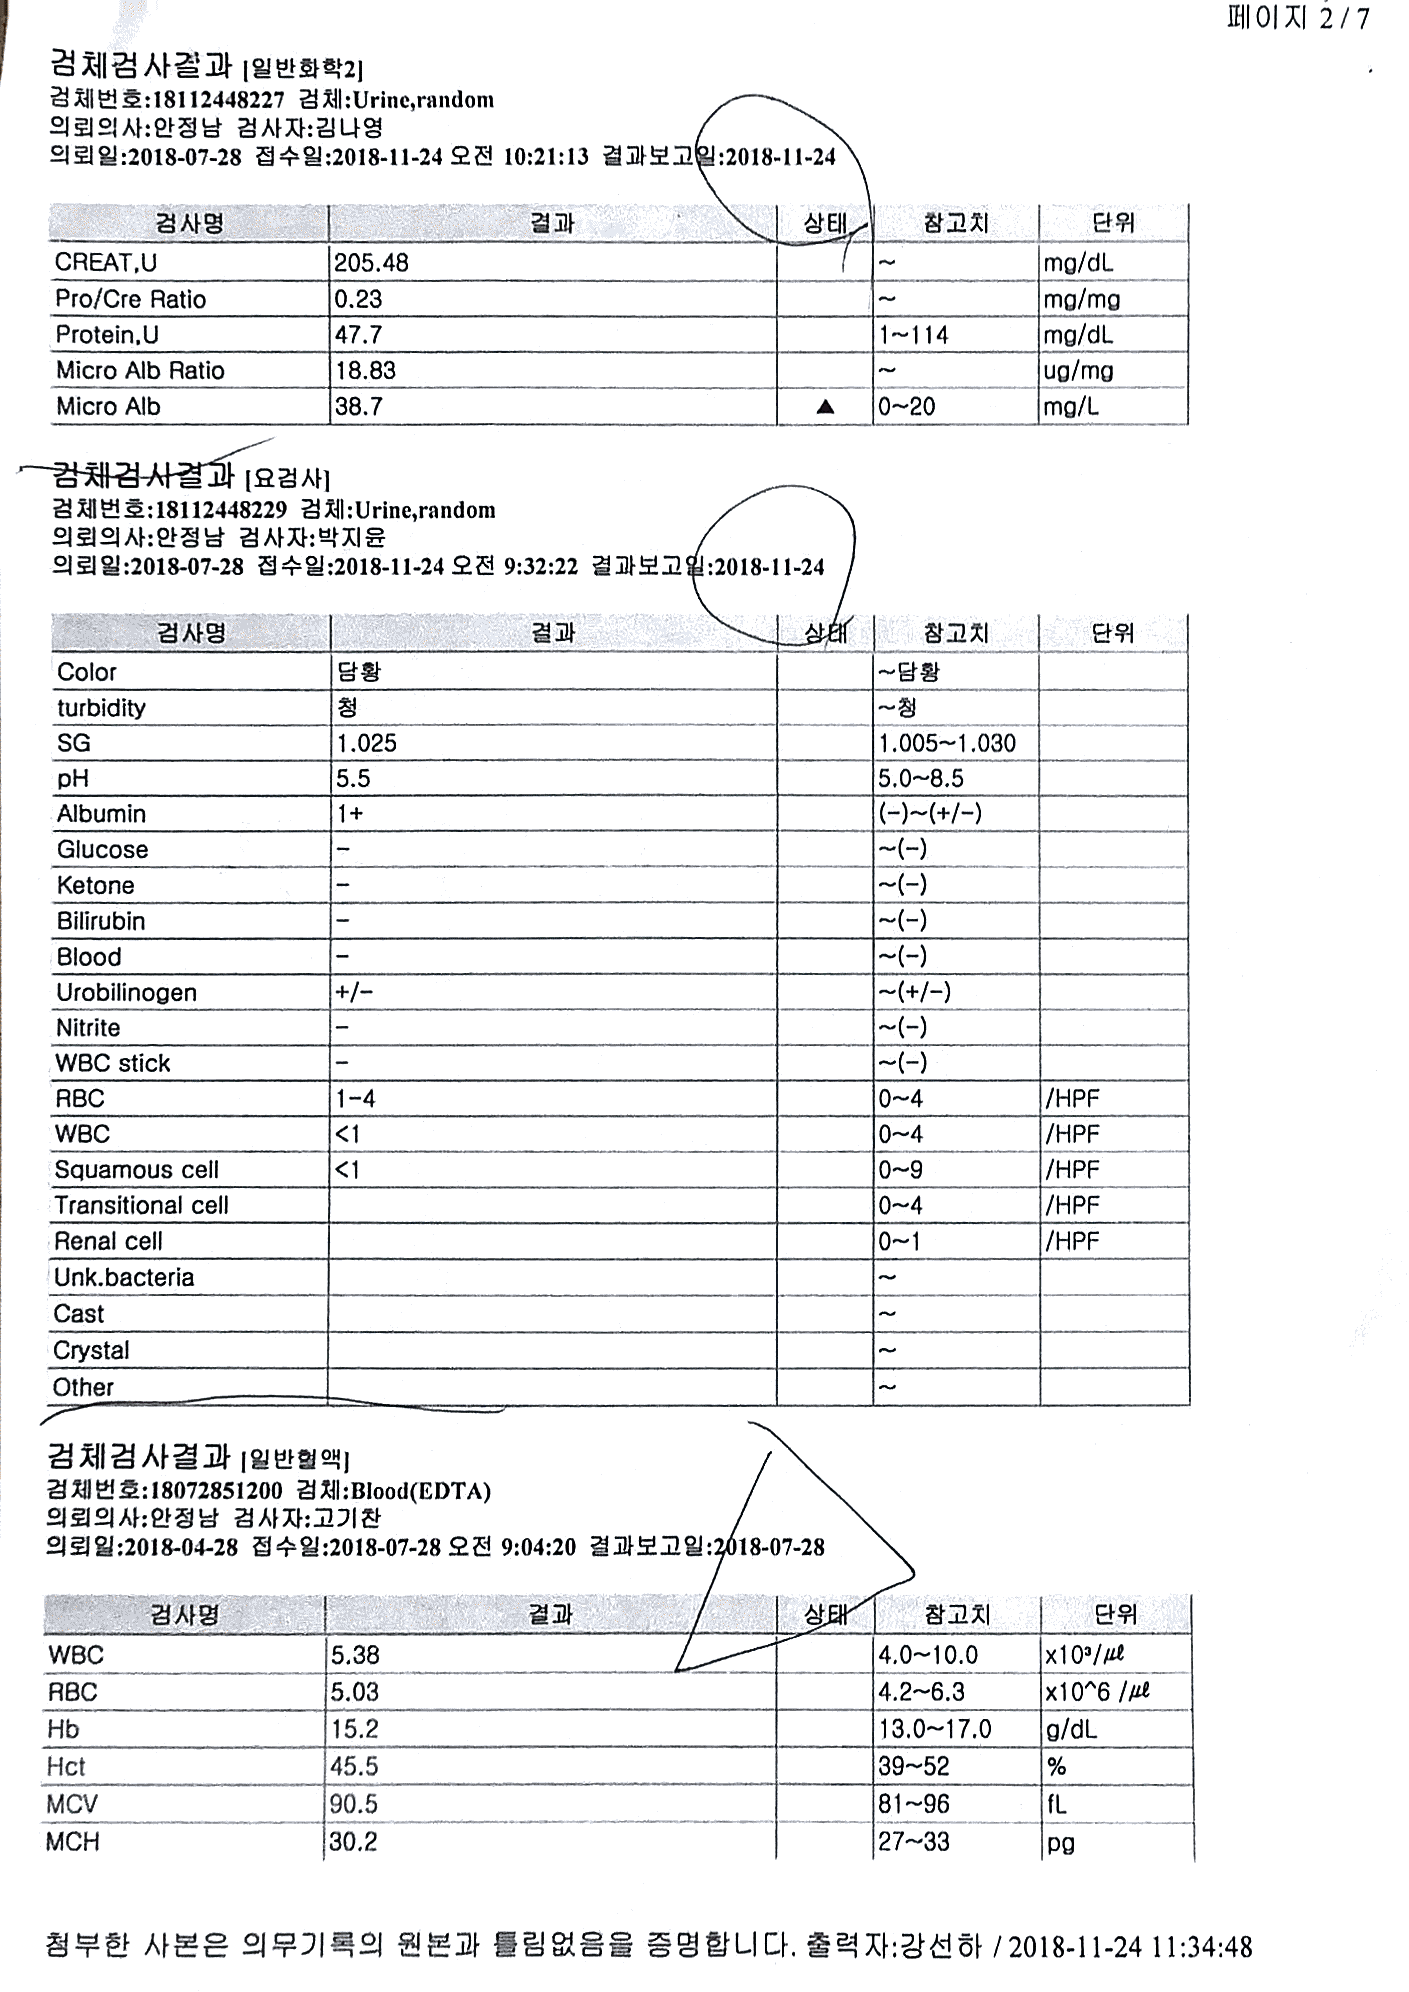 페이지 2 / 7
검체검사결과 [일반화학2]
검체번호:18112448227 검체:Urine,random
의뢰의사:안정남 검사자:김나영
의뢰일:2018-07-28 접수일:2018-11-24 오전 10:21:13 결과보고일:2018-11-24
검사명 결과 상태 참고치 단위
CREAT,U 205.48 ~ mg/dL
Pro/Cre Ratio 0.23 ~ mg/mg
Protein,U 47.7 1~114 mg/dL
Micro Alb Ratio 18.83 ~ ug/mg
Micro Alb 38.7 ▲ 0~20 mg/L
검체검사결과 [요검사]
검체번호:18112448229 검체:Urine,random
의뢰의사:안정남 검사자:박지윤
의뢰일:2018-07-28 접수일:2018-11-24 오전 9:32:22 결과보고일:2018-11-24
검사명 결과 상태 참고치 단위
Color 담황 ~담황
turbidity 청 ~청
SG 1.025 1.005~1.030
pH 5.5 5.0~8.5
Albumin 1+ (-)~(+/-)
Glucose - ~(-)
Ketone - ~(-)
Bilirubin - ~(-)
Blood - ~(-)
Urobilinogen +/- ~(+/-)
Nitrite - ~(-)
WBC stick - ~(-)
RBC 1-4 0~4 /HPF
WBC <1 0~4 /HPF
Squamous cell <1 0~9 /HPF
Transitional cell 0~4 /HPF
Renal cell 0~1 /HPF
Unk.bacteria ~
Cast ~
Crystal ~
Other ~
검체검사결과 [일반혈액]
검체번호:18072851200 검체:Blood(EDTA)
의뢰의사:안정남 검사자:고기찬
의뢰일:2018-04-28 접수일:2018-07-28 오전 9:04:20 결과보고일:2018-07-28
검사명 결과 상태 참고치 단위
WBC 5.38 4.0~10.0 x10³/㎕
RBC 5.03 4.2~6.3 x10^6 /㎕
Hb 15.2 13.0~17.0 g/dL
Hct 45.5 39~52 %
MCV 90.5 81~96 fL
MCH 30.2 27~33 pg
첨부한 사본은 의무기록의 원본과 틀림없음을 증명합니다. 출력자:강선하 / 2018-11-24 11:34:48